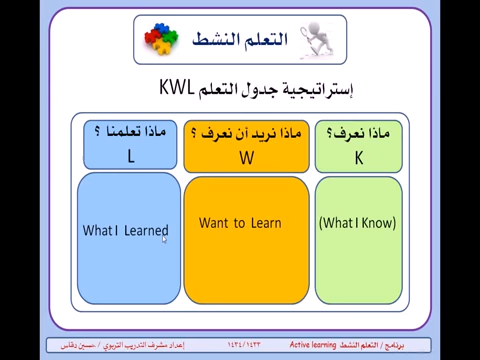 التعلم النشط
إستراتيجية جدول التعلم KWL
ماذا نعرف؟
K
ماذا نريد أن نعرف ؟
W
ماذا تعلمنا ؟
L
(What I Know)
Want to Learn
What I Learned
برنامج / التعلم النشط Active learning
١٤٣٤/١٤٣٣
إعداد مشرف التدريب التربوي / حسين دقاس